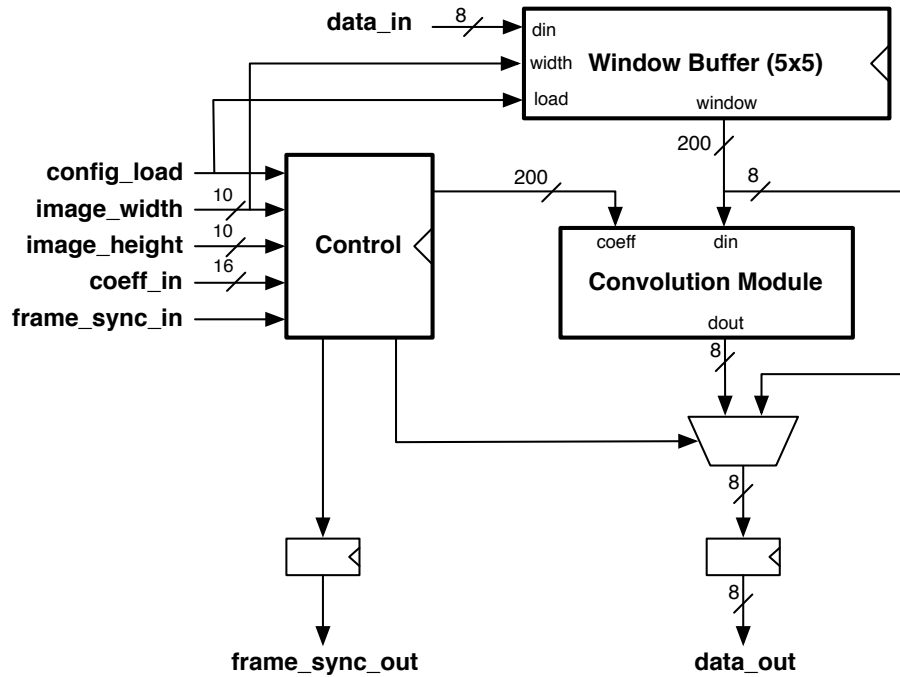 data_in
8
din
width
Window Buffer (5x5)
load
window
200
config_load
200
8
10
image_width
10
image_height
Control
coeff
din
16
coeff_in
Convolution Module
frame_sync_in
dout
8
8
8
frame_sync_out
data_out